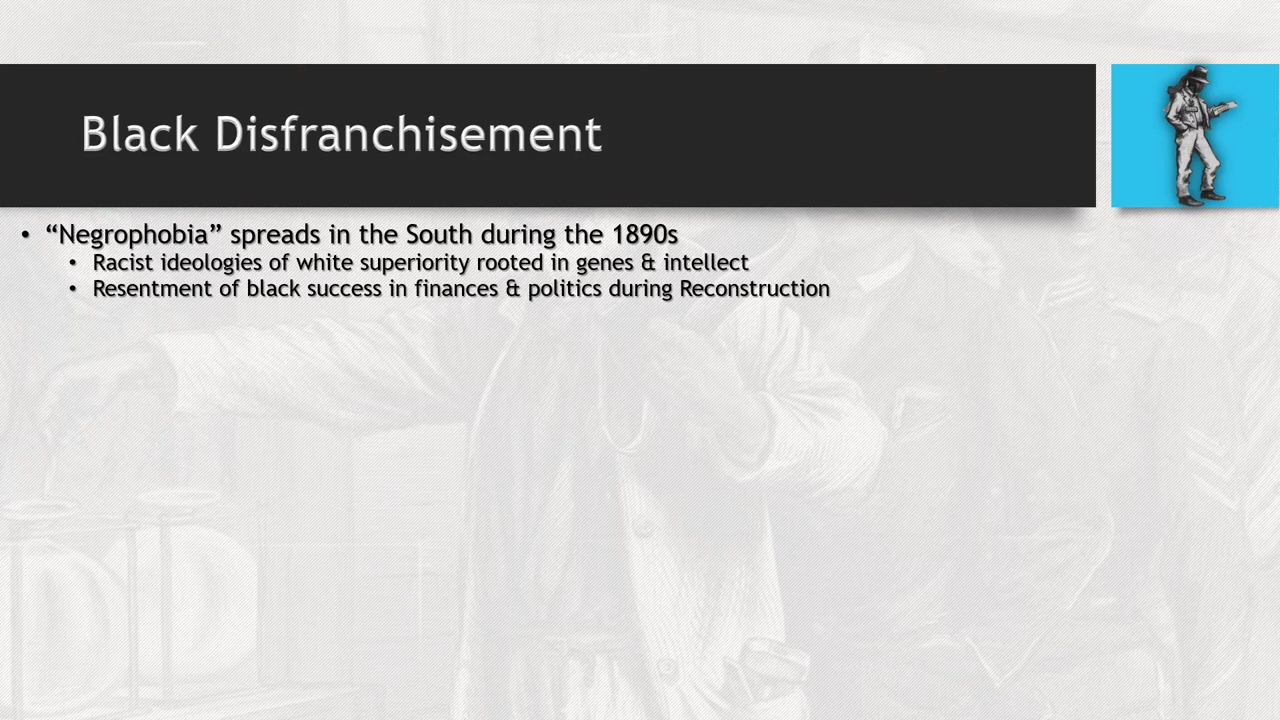 Black Disfranchisement
• “Negrophobia” spreads in the South during the 1890s
• Racist ideologies of white superiority rooted in genes & intellect
• Resentment of black success in finances & politics during Reconstruction